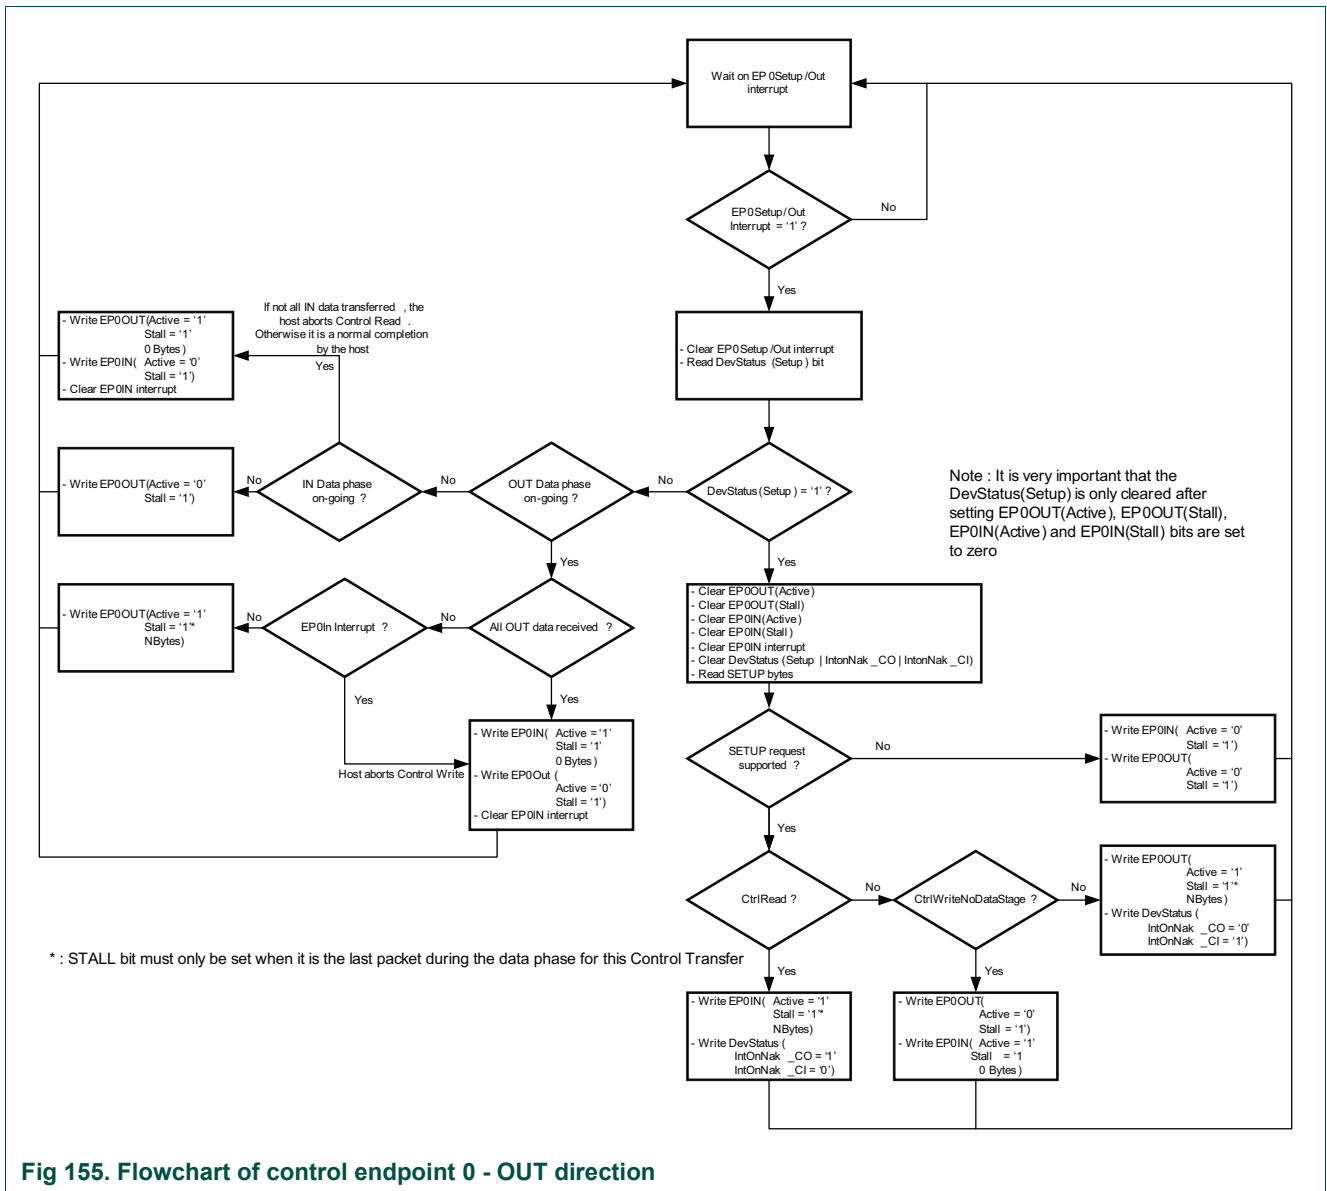 Wait on EP0Setup/Out
interrupt
EP0Setup/Out
Interrupt = '1' ?
No
Yes
- Clear EP0Setup/Out interrupt
- Read DevStatus (Setup) bit
If not all IN data transferred , the
host aborts Control Read .
Otherwise it is a normal completion
by the host
Yes
- Write EP0OUT(Active = '1'
Stall = '1'
0 Bytes)
- Write EP0IN( Active = '0'
Stall = '1')
- Clear EP0IN interrupt
DevStatus(Setup) = '1' ?
No
OUT Data phase
on-going ?
No
IN Data phase
on-going ?
No
- Write EP0OUT(Active = '0'
Stall = '1')
Note : It is very important that the
DevStatus(Setup) is only cleared after
setting EP0OUT(Active), EP0OUT(Stall),
EP0IN(Active) and EP0IN(Stall) bits are set
to zero
Yes
Yes
All OUT data received ?
No
EP0In Interrupt ?
No
- Write EP0OUT(Active = '1'
Stall = '1'*
NBytes)
- Clear EP0OUT(Active)
- Clear EP0OUT(Stall)
- Clear EP0IN(Active)
- Clear EP0IN(Stall)
- Clear EP0IN interrupt
- Clear DevStatus (Setup | IntonNak _CO | IntonNak _CI)
- Read SETUP bytes
Yes
Yes
Host aborts Control Write
- Write EP0IN( Active = '1'
Stall = '1'
0 Bytes)
- Write EP0Out (
Active = '0'
Stall = '1')
- Clear EP0IN interrupt
SETUP request
supported ?
No
- Write EP0IN( Active = '0'
Stall = '1')
- Write EP0OUT(
Active = '0'
Stall = '1')
Yes
CtrlRead ?
No
CtrlWriteNoDataStage ?
No
- Write EP0OUT(
Active = '1'
Stall = '1'*
NBytes)
- Write DevStatus (
IntOnNak _CO = '0'
IntOnNak _CI = '1')
* : STALL bit must only be set when it is the last packet during the data phase for this Control Transfer
Yes
Yes
- Write EP0IN( Active = '1'
Stall = '1'*
NBytes)
- Write DevStatus (
IntOnNak _CO = '1'
IntOnNak _CI = '0')
- Write EP0OUT(
Active = '0'
Stall = '1')
- Write EP0IN( Active = '1'
Stall = '1
0 Bytes)
Fig 155. Flowchart of control endpoint 0 - OUT direction